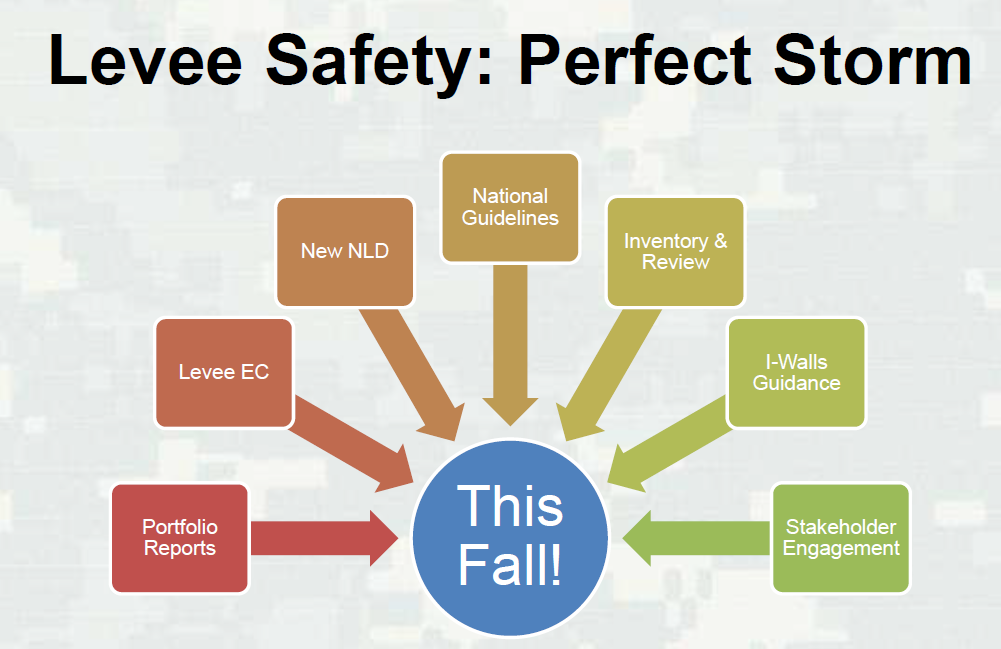 Levee Safety: Perfect Storm
National
Guidelines
New NLD
Inventory &
Review
Levee EC
I-Walls
Guidance
Portfolio
Reports
This
Fall!
Stakeholder
Engagement